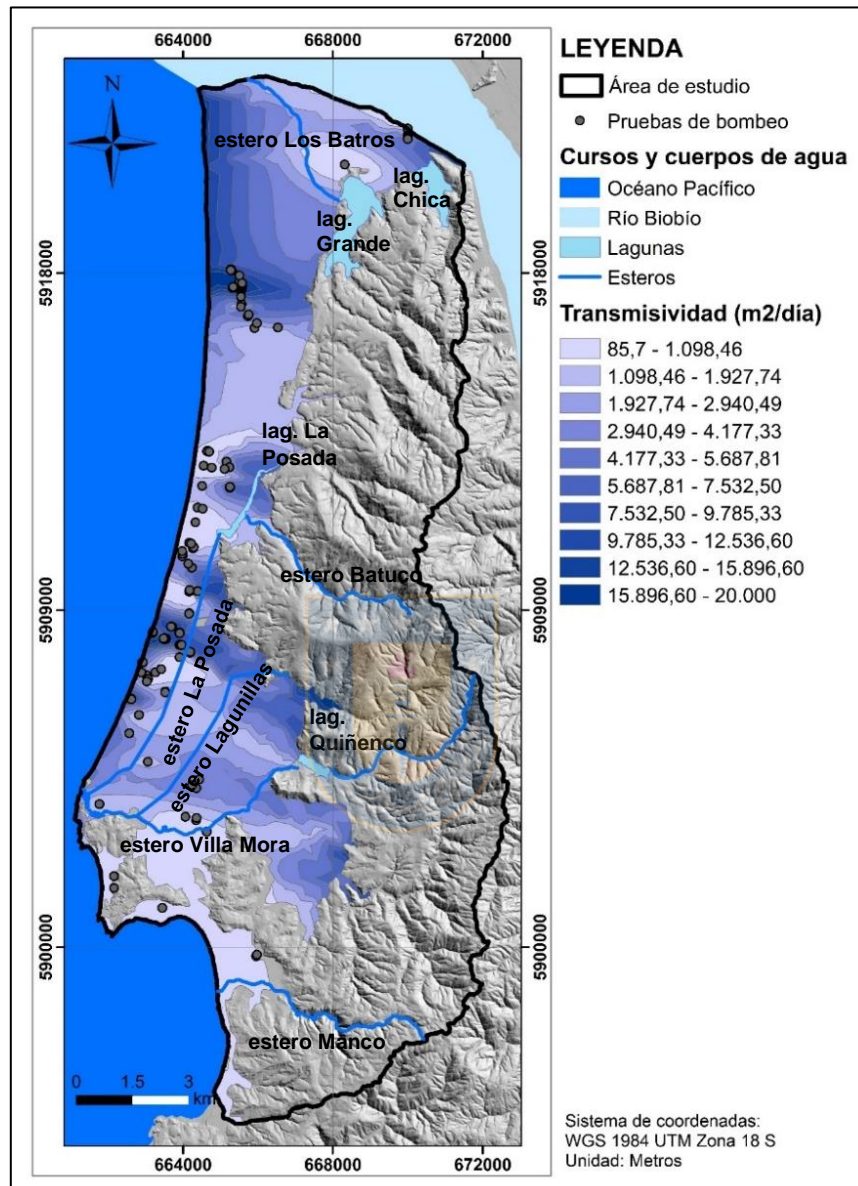 664000 668000 672000
N
estero Los Batros
lag.
Chica
lag.
Grande
5918000
5918000
lag. La
Posada
estero Batuco
5909000
5909000
estero La Posada
estero Lagunillas
lag.
Quiñenco
estero Villa Mora
5900000
5900000
estero Manco
0 1.5 3
km
664000 668000 672000
LEYENDA
Área de estudio
Pruebas de bombeo
Cursos y cuerpos de agua
Océano Pacífico
Río Biobío
Lagunas
Esteros
Transmisividad (m2/día)
85,7 - 1.098,46
1.098,46 - 1.927,74
1.927,74 - 2.940,49
2.940,49 - 4.177,33
4.177,33 - 5.687,81
5.687,81 - 7.532,50
7.532,50 - 9.785,33
9.785,33 - 12.536,60
12.536,60 - 15.896,60
15.896,60 - 20.000
Sistema de coordenadas:
WGS 1984 UTM Zona 18 S
Unidad: Metros